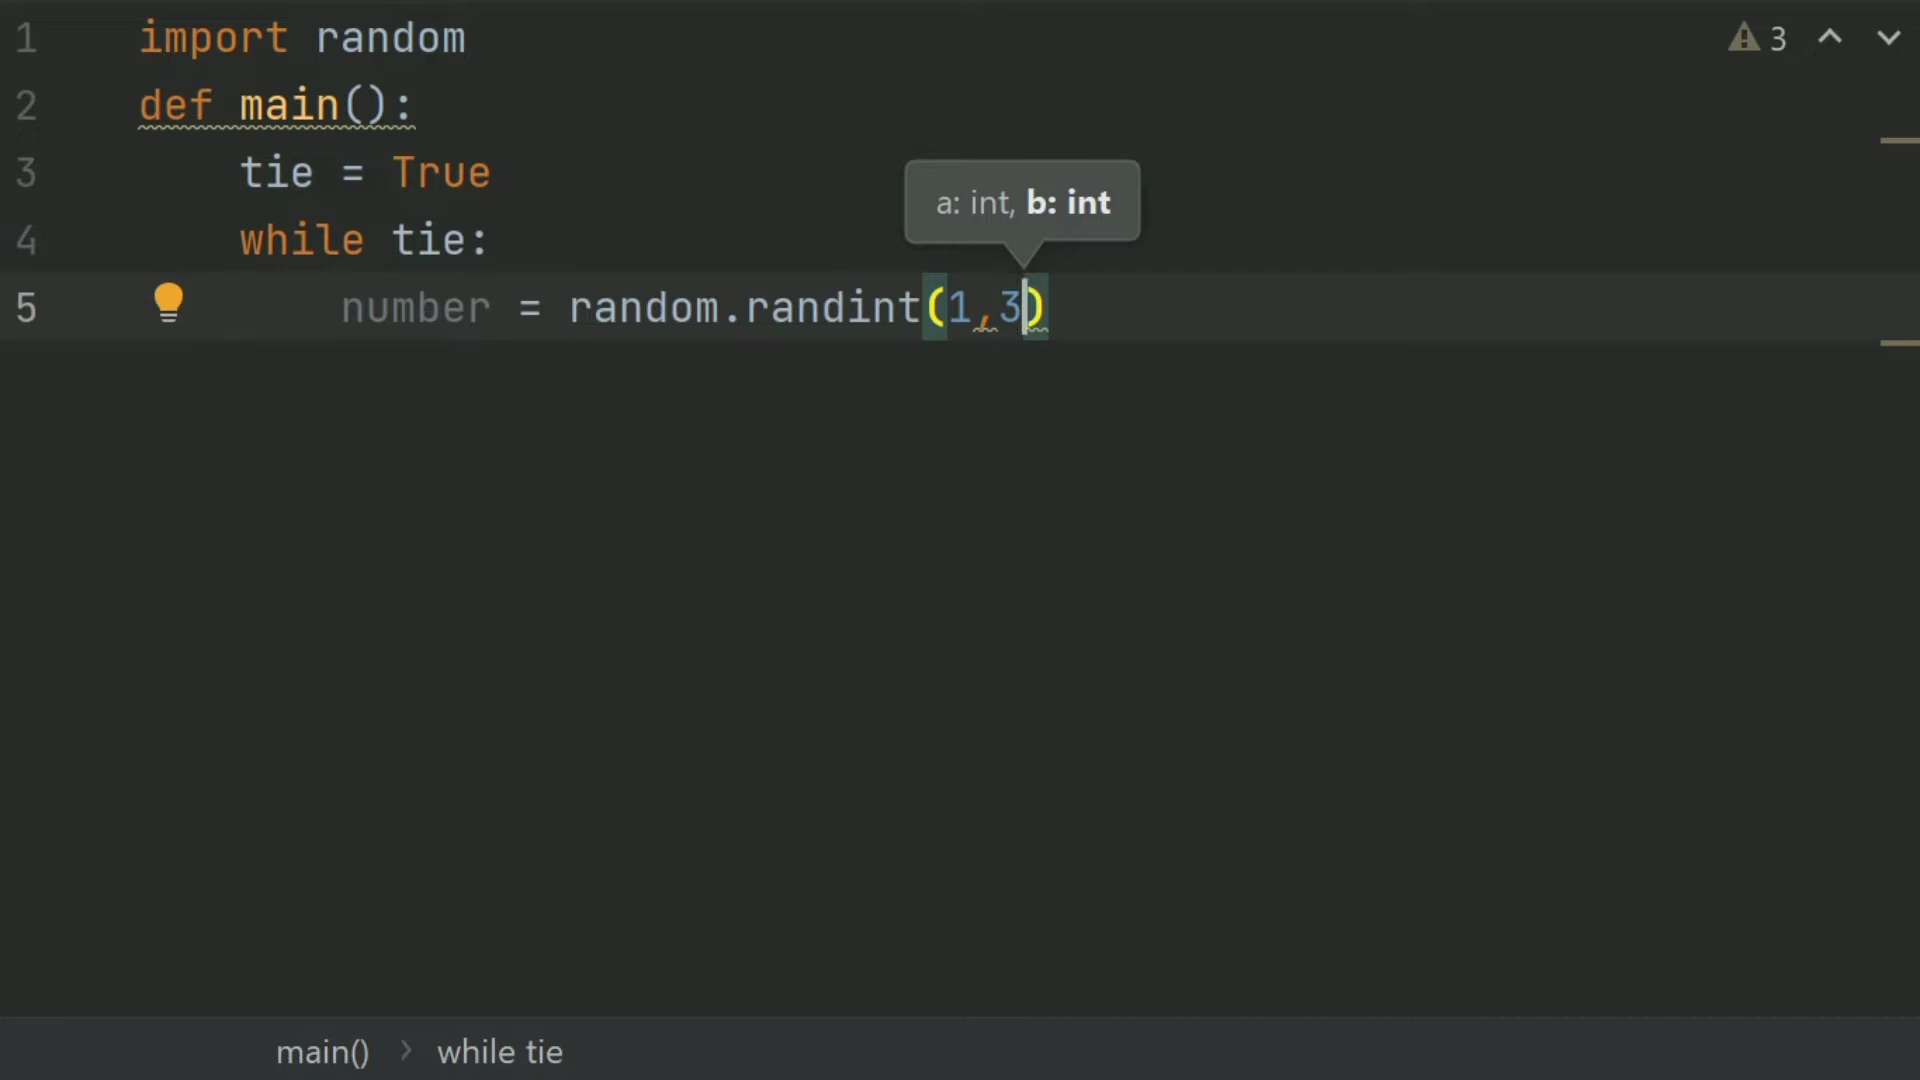 1 import random
3
2 def main():
3 tie = True
a: int, b: int
4 while tie:
5 number = random.randint(1,3)
main() > while tie